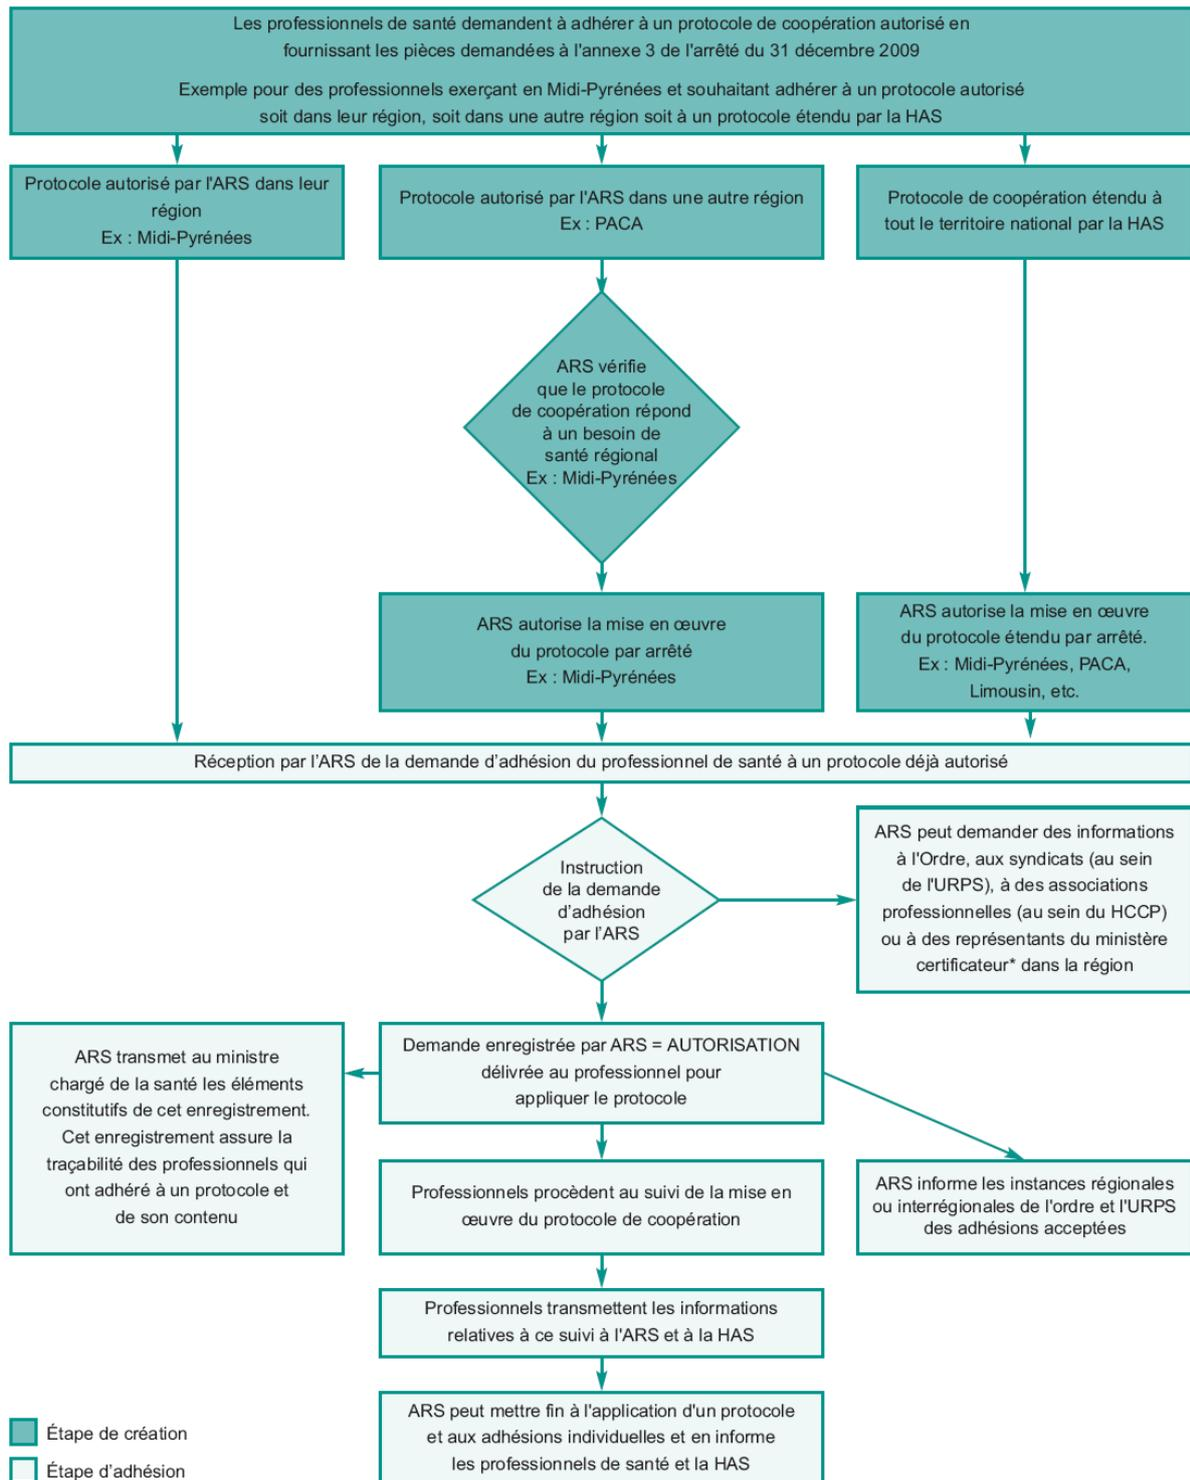 Les professionnels de santé demandent à adhérer à un protocole de coopération autorisé en
fournissant les pièces demandées à l'annexe 3 de l'arrêté du 31 décembre 2009
Exemple pour des professionnels exerçant en Midi-Pyrénées et souhaitant adhérer à un protocole autorisé
soit dans leur région, soit dans une autre région soit à un protocole étendu par la HAS
Protocole autorisé par l'ARS dans leur
région
Ex : Midi-Pyrénées
Protocole autorisé par l'ARS dans une autre région
Ex : PACA
Protocole de coopération étendu à
tout le territoire national par la HAS
ARS vérifie
que le protocole
de coopération répond
à un besoin de
santé régional
Ex : Midi-Pyrénées
ARS autorise la mise en œuvre
du protocole par arrêté
Ex : Midi-Pyrénées
ARS autorise la mise en œuvre
du protocole étendu par arrêté.
Ex : Midi-Pyrénées, PACA,
Limousin, etc.
Réception par l’ARS de la demande d’adhésion du professionnel de santé à un protocole déjà autorisé
Instruction
de la demande
d’adhésion
par l’ARS
ARS peut demander des informations
à l'Ordre, aux syndicats (au sein
de l'URPS), à des associations
professionnelles (au sein du HCCP)
ou à des représentants du ministère
certificateur* dans la région
ARS transmet au ministre
chargé de la santé les éléments
constitutifs de cet enregistrement.
Cet enregistrement assure la
traçabilité des professionnels qui
ont adhéré à un protocole et
de son contenu
Demande enregistrée par ARS = AUTORISATION
délivrée au professionnel pour
appliquer le protocole
Professionnels procèdent au suivi de la mise en
œuvre du protocole de coopération
ARS informe les instances régionales
ou interrégionales de l'ordre et l'URPS
des adhésions acceptées
Professionnels transmettent les informations
relatives à ce suivi à l'ARS et à la HAS
ARS peut mettre fin à l'application d'un protocole
et aux adhésions individuelles et en informe
les professionnels de santé et la HAS
Étape de création
Étape d’adhésion